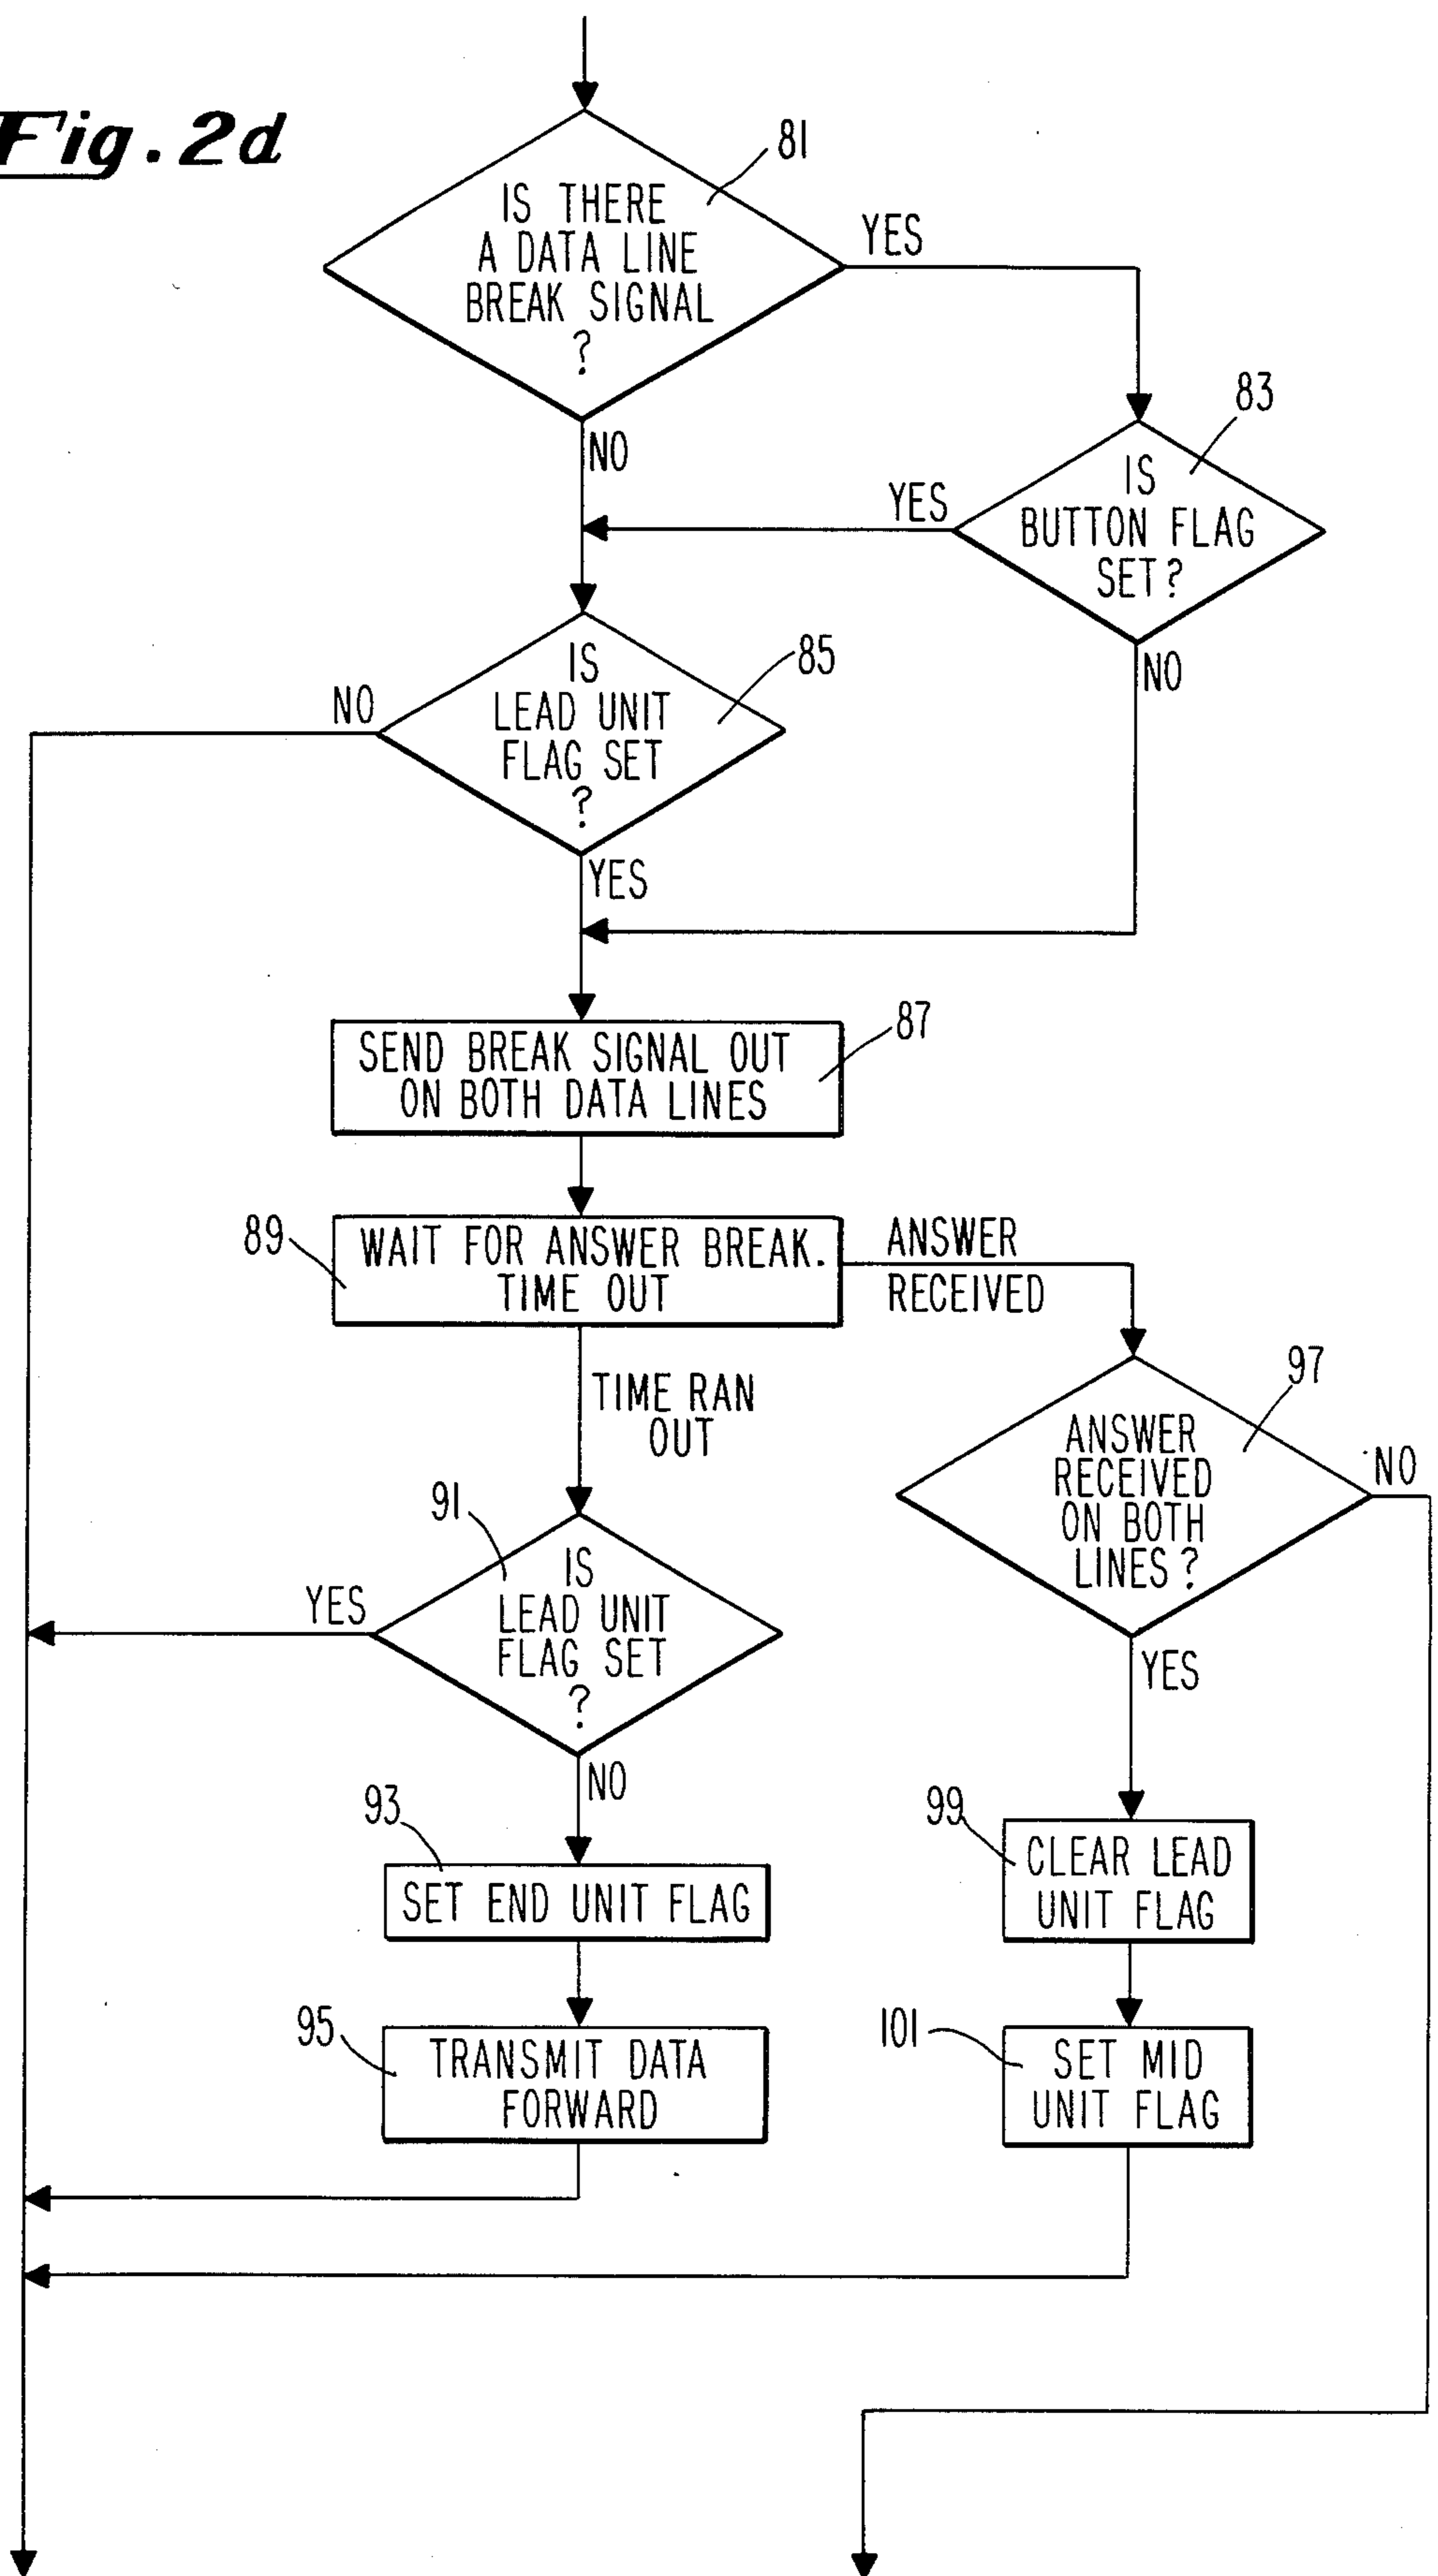 Fig. 2d
81
IS THERE
A DATA LINE
BREAK SIGNAL
?
YES
NO
83
IS
BUTTON FLAG
SET?
YES
NO
85
IS
LEAD UNIT
FLAG SET
?
NO
YES
87
SEND BREAK SIGNAL OUT
ON BOTH DATA LINES
89
WAIT FOR ANSWER BREAK.
TIME OUT
ANSWER
RECEIVED
TIME RAN
OUT
97
ANSWER
RECEIVED
ON BOTH
LINES?
NO
YES
91
IS
LEAD UNIT
FLAG SET
?
YES
NO
93
SET END UNIT FLAG
99
CLEAR LEAD
UNIT FLAG
95
TRANSMIT DATA
FORWARD
101
SET MID
UNIT FLAG